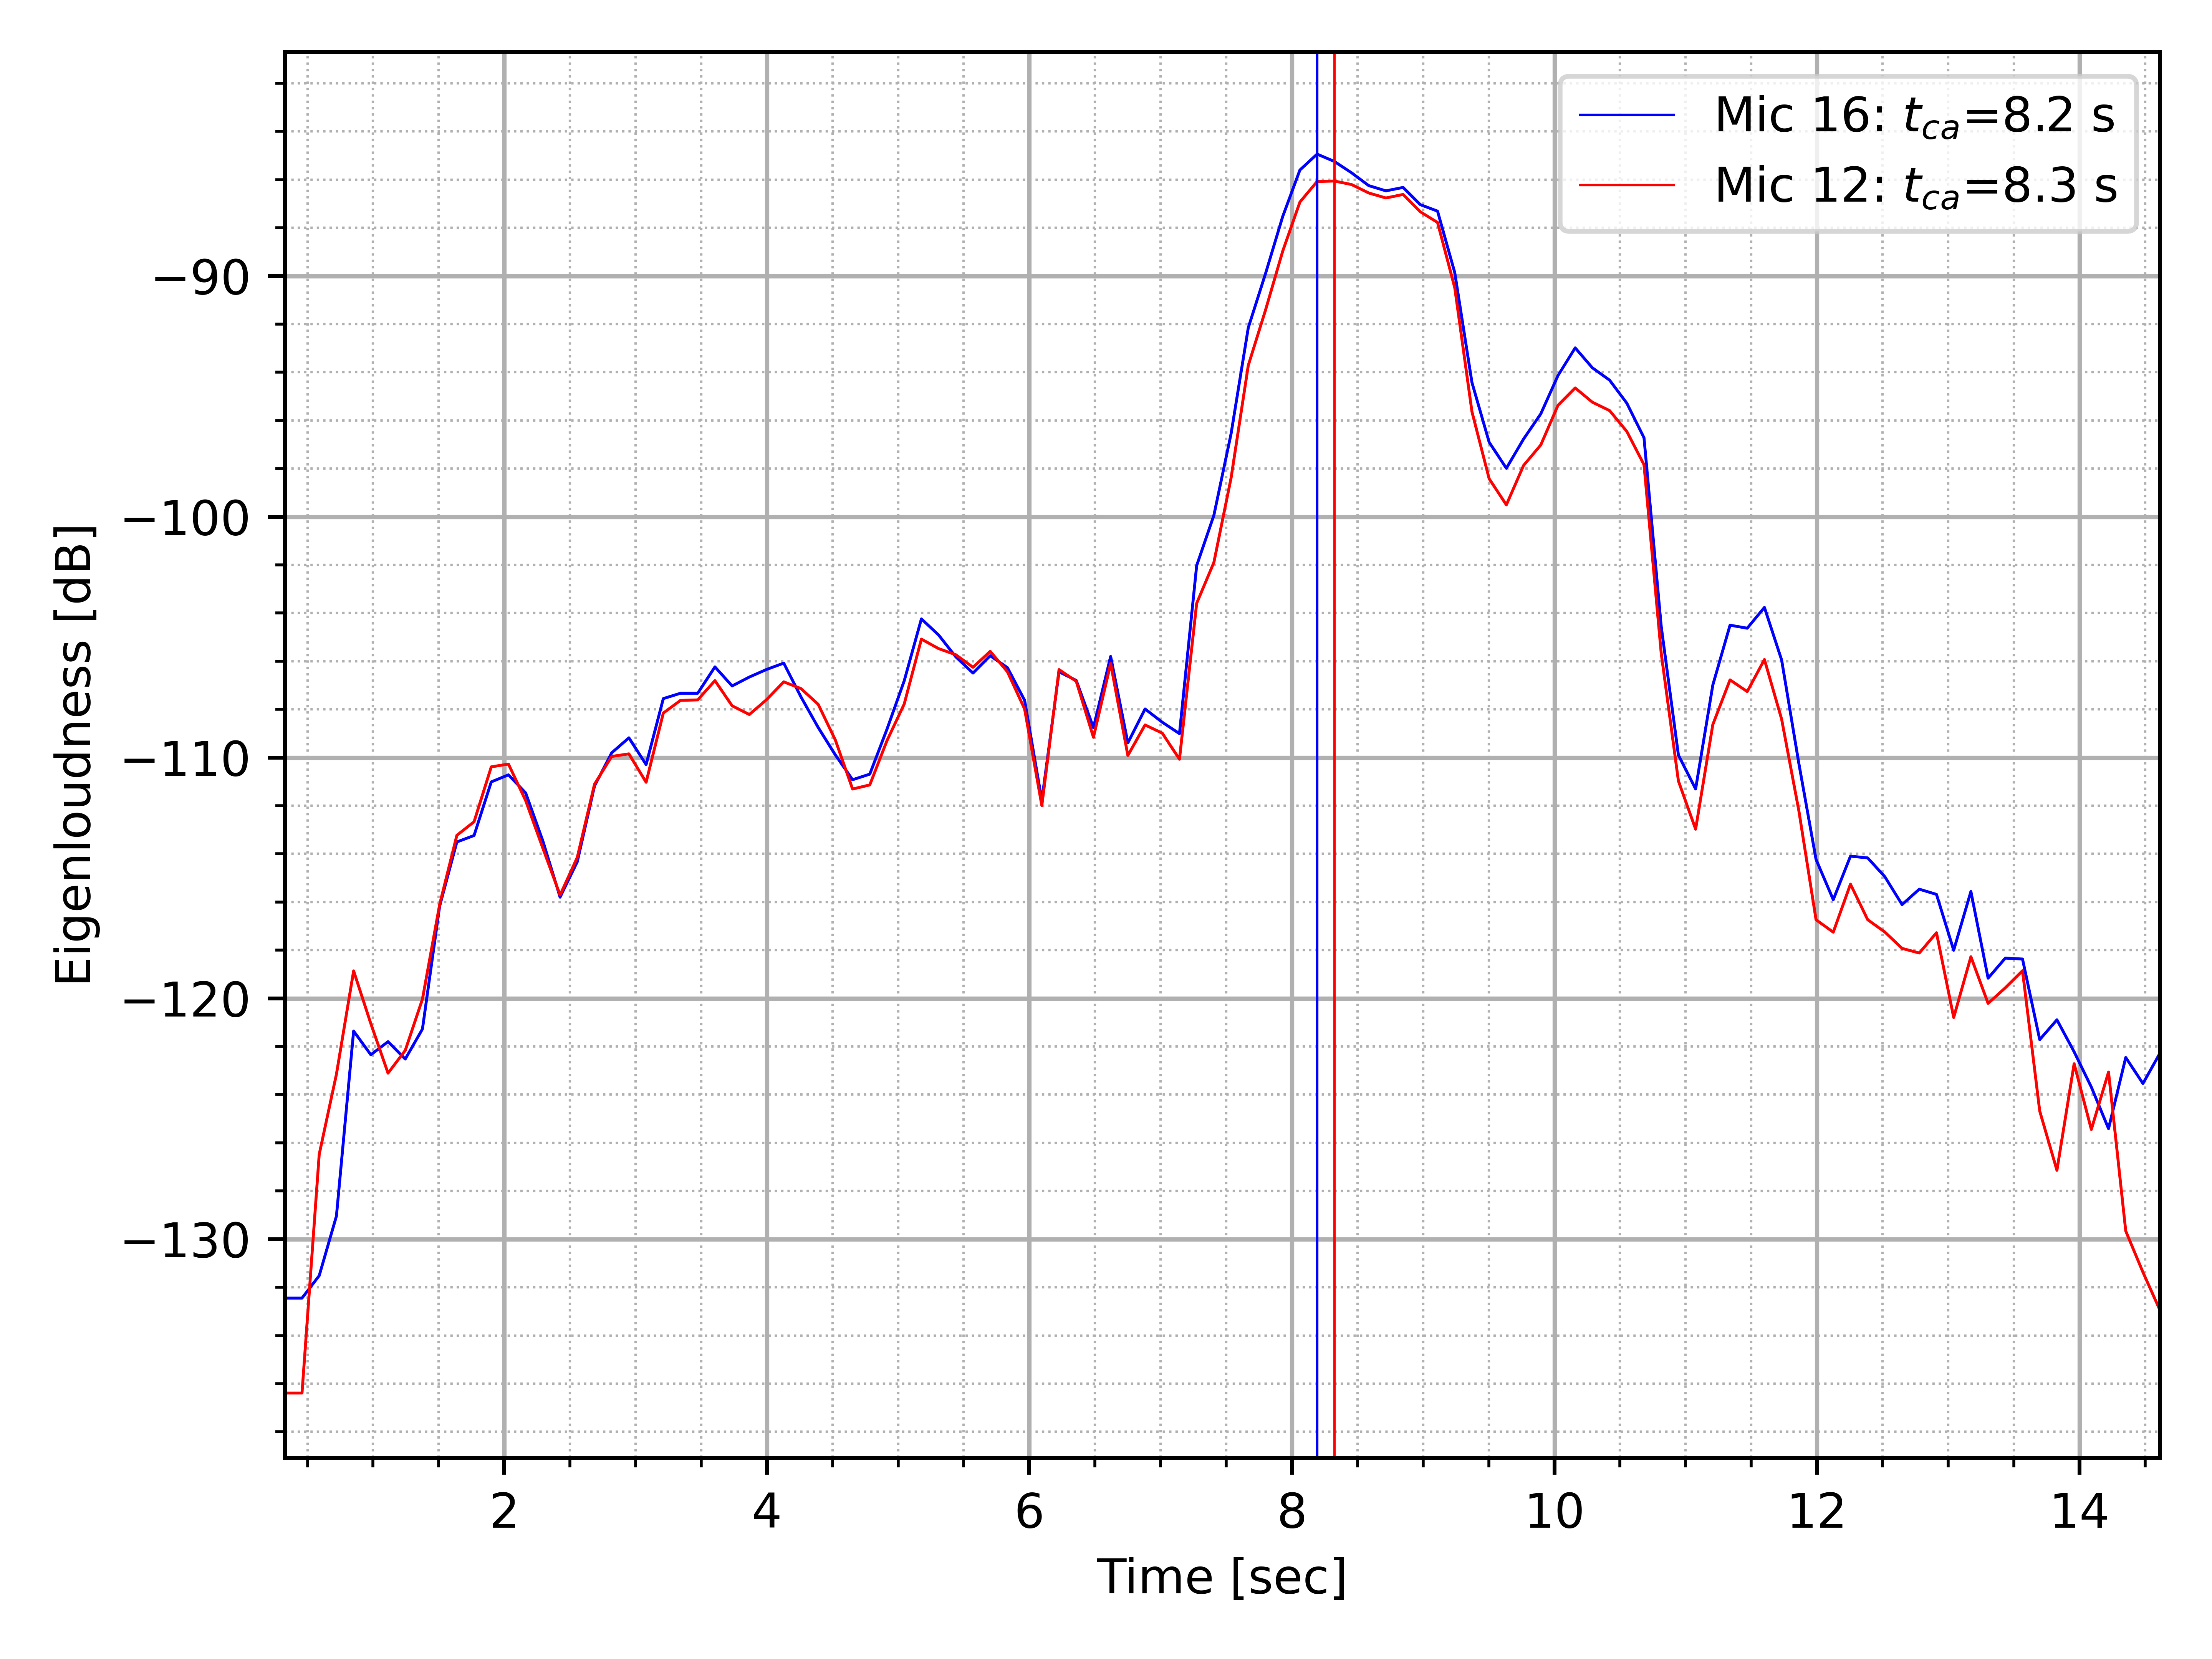 Mic 16: t_ca=8.2 s
Mic 12: t_ca=8.3 s
Eigenloudness [dB]
−90
−100
−110
−120
−130
2 4 6 8 10 12 14
Time [sec]